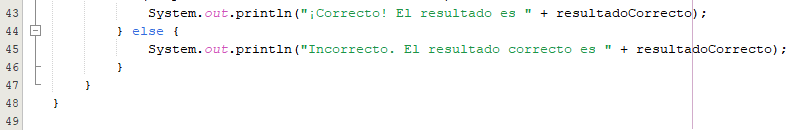 43 System.out.println("¡Correcto! El resultado es " + resultadoCorrecto);
44 } else {
45 System.out.println("Incorrecto. El resultado correcto es " + resultadoCorrecto);
46 }
47 }
48 }
49